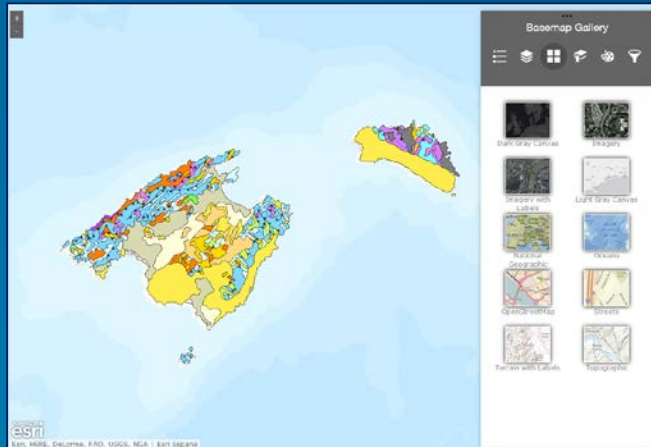 +
Basemap Gallery
Dark Gray Canvas
Imagery
Imagery with
Labels
Light Gray Canvas
National
Geographic
Oceans
OpenStreetMap
Streets
Terrain with Labels
Topographic
esri
Esri, HERE, DeLorme, FAO, USGS, NGA | Esri España